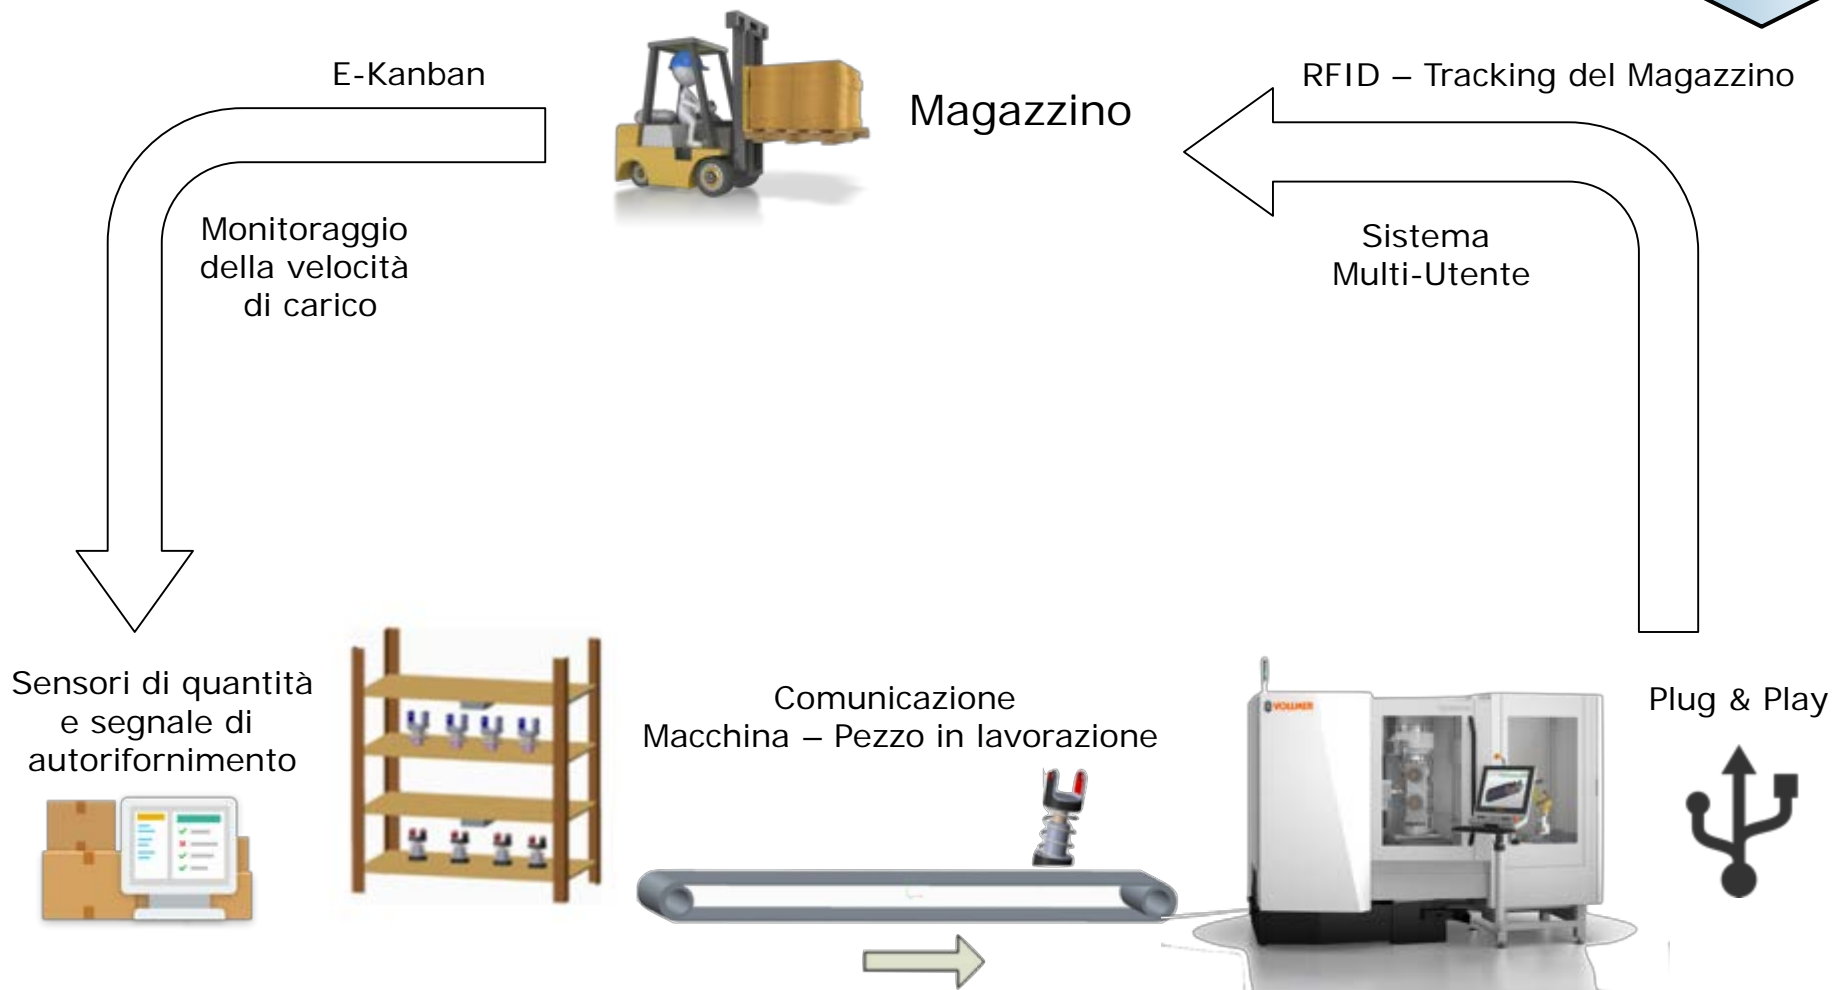 E-Kanban
Magazzino
RFID – Tracking del Magazzino
Monitoraggio
della velocità
di carico
Sistema
Multi-Utente
Sensori di quantità
e segnale di
autorifornimento
Comunicazione
Macchina – Pezzo in lavorazione
VOLLMER
Plug & Play